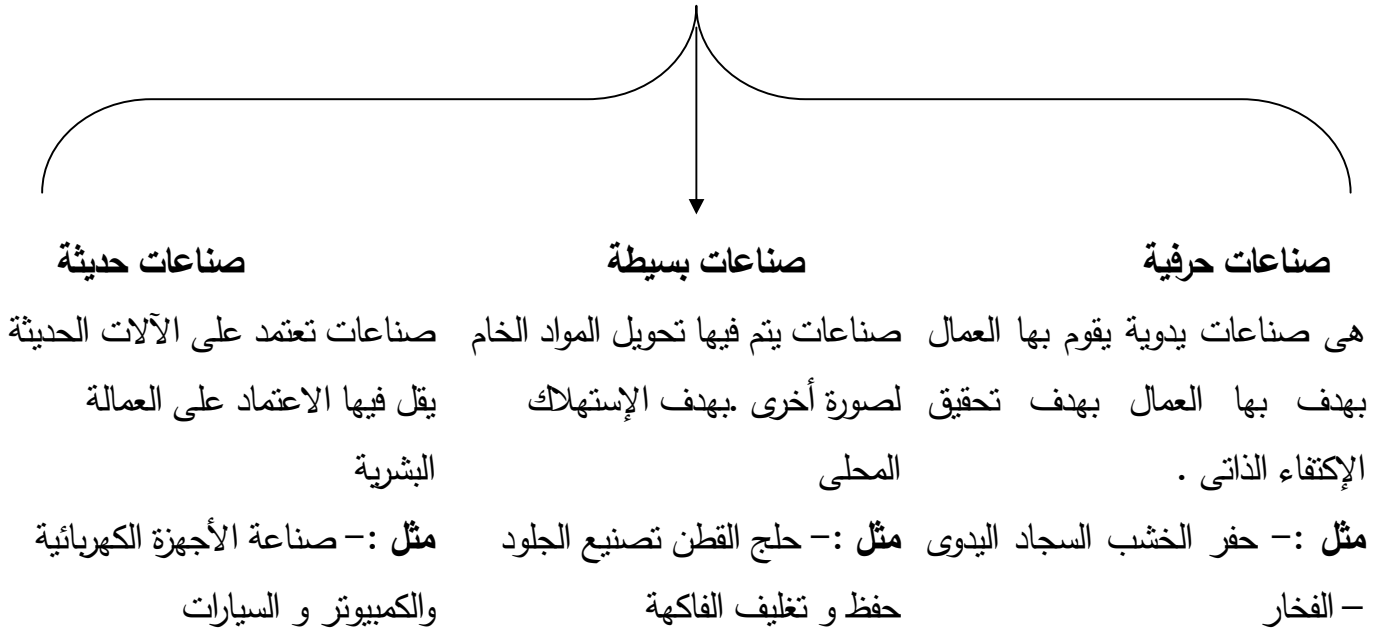 صناعات حرفية
هى صناعات يدوية يقوم بها العمال
بهدف بها العمال بهدف تحقيق
الإكتفاء الذاتى .
مثل :– حفر الخشب السجاد اليدوى
– الفخار
صناعات بسيطة
صناعات يتم فيها تحويل المواد الخام
لصورة أخرى .بهدف الإستهلاك
المحلى
مثل :– حلج القطن تصنيع الجلود
حفظ و تغليف الفاكهة
صناعات حديثة
صناعات تعتمد على الآلات الحديثة
يقل فيها الاعتماد على العمالة
البشرية
مثل :– صناعة الأجهزة الكهربائية
والكمبيوتر و السيارات